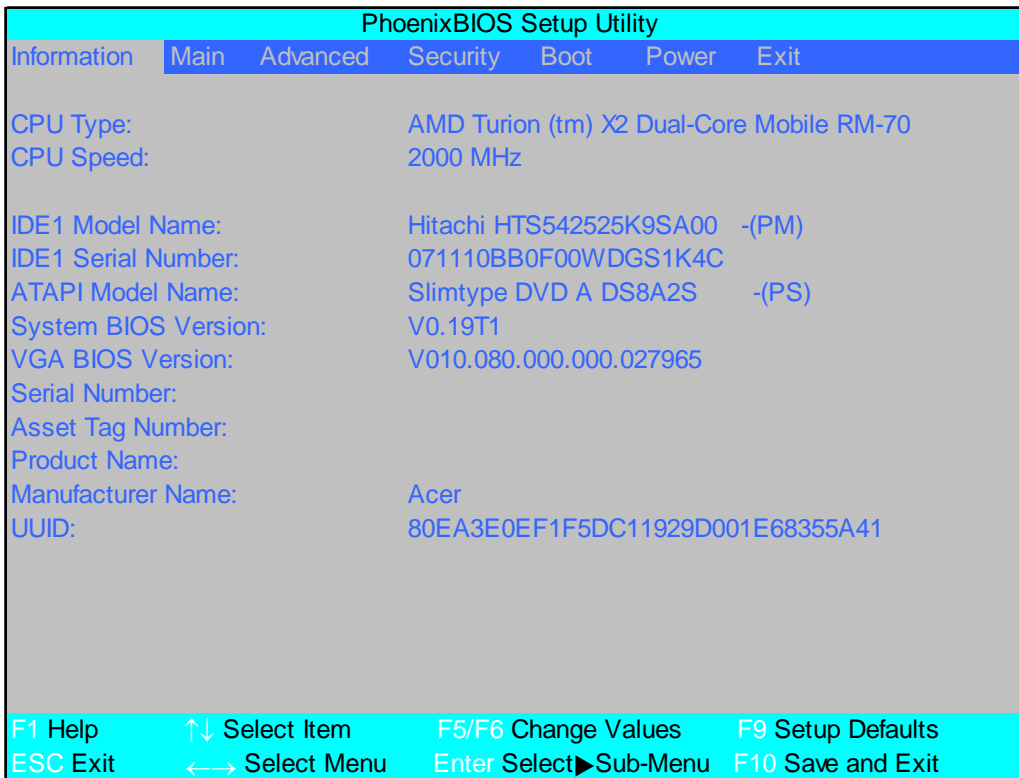 PhoenixBIOS Setup Utility
Information Main Advanced Security Boot Power Exit
CPU Type: AMD Turion (tm) X2 Dual-Core Mobile RM-70
CPU Speed: 2000 MHz
IDE1 Model Name: Hitachi HTS542525K9SA00 -(PM)
IDE1 Serial Number: 071110BB0F00WDGS1K4C
ATAPI Model Name: Slimtype DVD A DS8A2S -(PS)
System BIOS Version: V0.19T1
VGA BIOS Version: V010.080.000.000.027965
Serial Number:
Asset Tag Number:
Product Name:
Manufacturer Name: Acer
UUID: 80EA3E0EF1F5DC11929D001E68355A41
F1 Help ↑↓ Select Item F5/F6 Change Values F9 Setup Defaults
ESC Exit ←→ Select Menu Enter Select▶Sub-Menu F10 Save and Exit